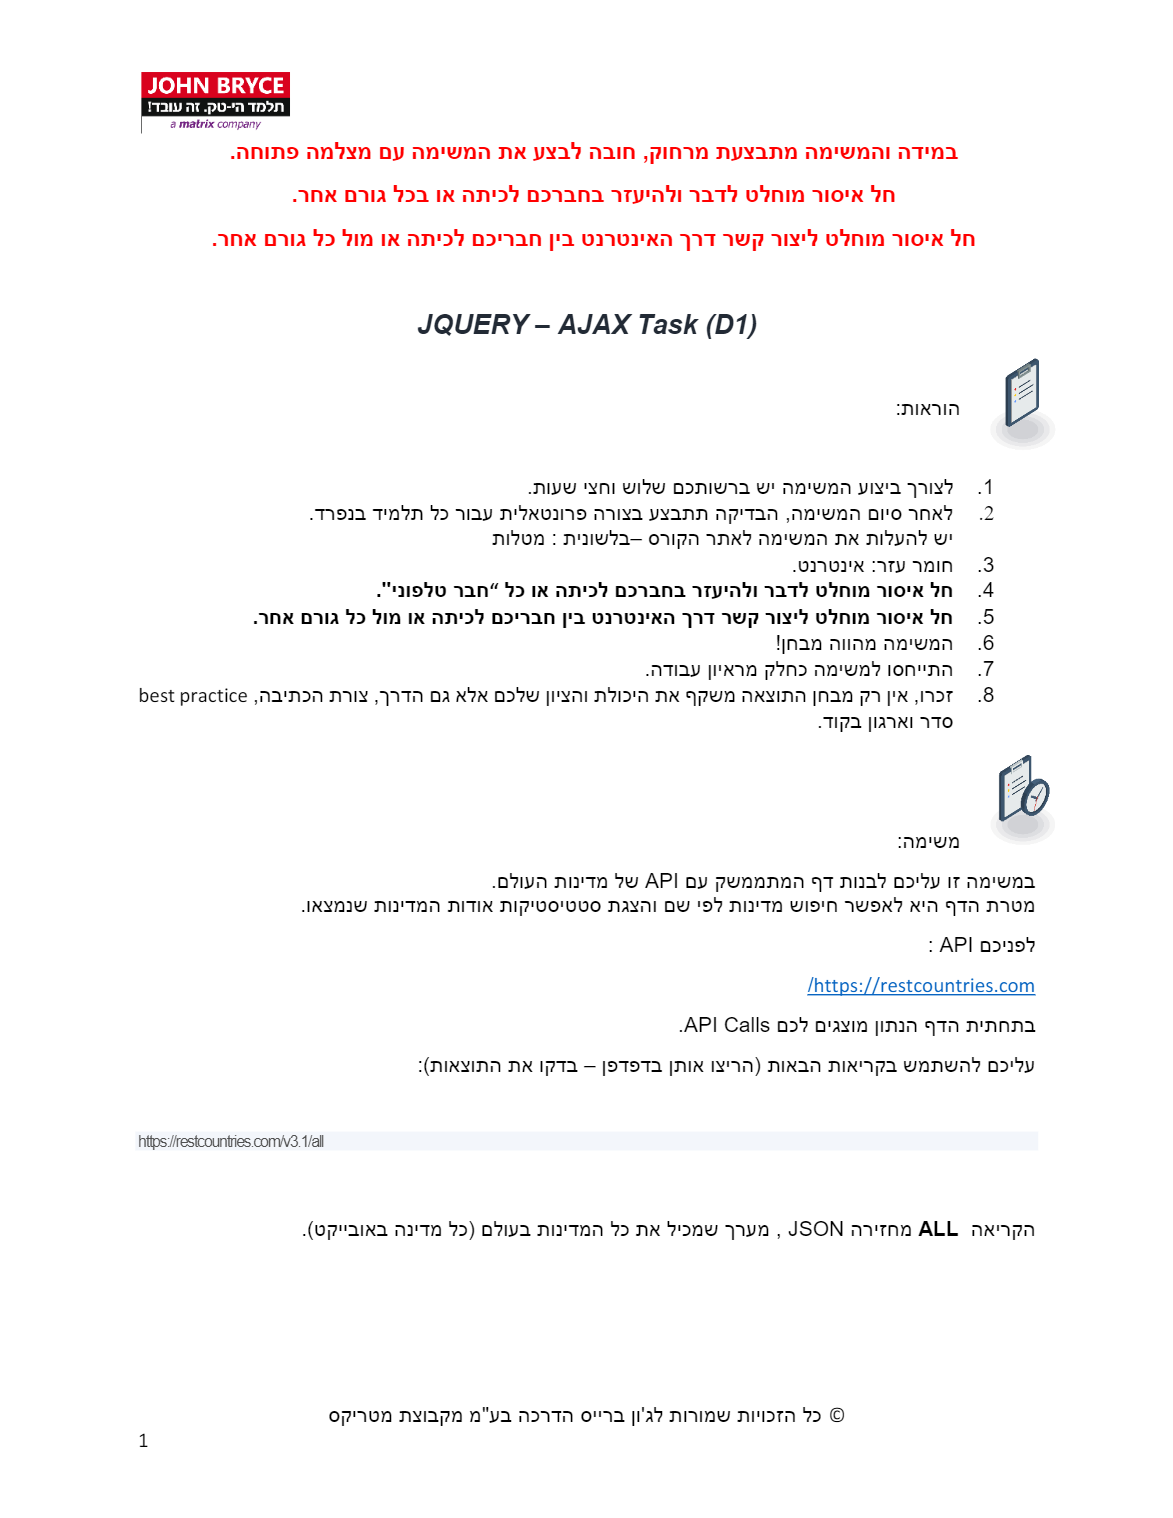 JOHN BRYCE
תלמד הי-טק. זה עובד!
a matrix company
במידה והמשימה מתבצעת מרחוק, חובה לבצע את המשימה עם מצלמה פתוחה.
חל איסור מוחלט לדבר ולהיעזר בחברכם לכיתה או בכל גורם אחר.
חל איסור מוחלט ליצור קשר דרך האינטרנט בין חבריכם לכיתה או מול כל גורם אחר.
JQUERY – AJAX Task (D1)
הוראות:
1. לצורך ביצוע המשימה יש ברשותכם שלוש וחצי שעות.
2. לאחר סיום המשימה, הבדיקה תתבצע בצורה פרונטאלית עבור כל תלמיד בנפרד.
יש להעלות את המשימה לאתר הקורס –בלשונית : מטלות
3. חומר עזר: אינטרנט.
4. חל איסור מוחלט לדבר ולהיעזר בחברכם לכיתה או כל “חבר טלפוני".
5. חל איסור מוחלט ליצור קשר דרך האינטרנט בין חבריכם לכיתה או מול כל גורם אחר.
6. המשימה מהווה מבחן!
7. התייחסו למשימה כחלק מראיון עבודה.
8. זכרו, אין רק מבחן התוצאה משקף את היכולת והציון שלכם אלא גם הדרך, צורת הכתיבה, best practice
סדר וארגון בקוד.
משימה:
במשימה זו עליכם לבנות דף המתממשק עם API של מדינות העולם.
מטרת הדף היא לאפשר חיפוש מדינות לפי שם והצגת סטטיסטיקות אודות המדינות שנמצאו.
לפניכם API :
https://restcountries.com/
בתחתית הדף הנתון מוצגים לכם API Calls.
עליכם להשתמש בקריאות הבאות (הריצו אותן בדפדפן – בדקו את התוצאות):
https://restcountries.com/v3.1/all
הקריאה ALL מחזירה JSON , מערך שמכיל את כל המדינות בעולם (כל מדינה באובייקט).
© כל הזכויות שמורות לג'ון ברייס הדרכה בע"מ מקבוצת מטריקס
1